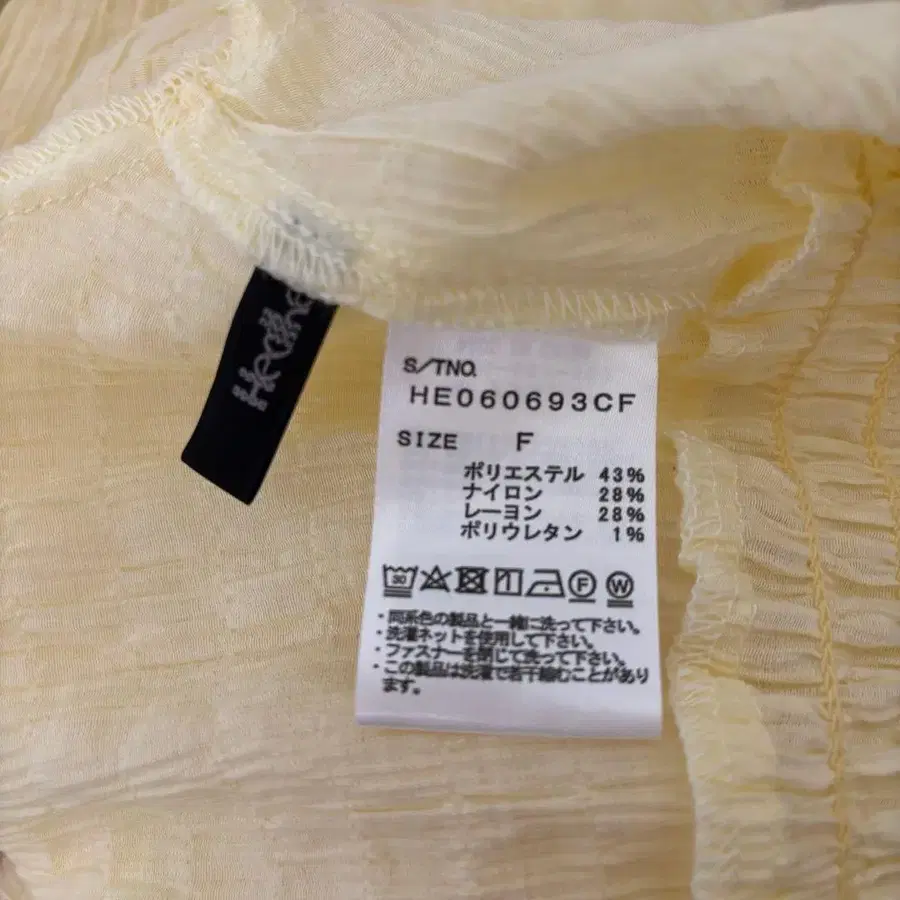 S/TNO.
HE060693CF
SIZE F
ポリエステル 43%
ナイロン 28%
レーヨン 28%
ポリウレタン 1%
30
F W
・同系色の製品と一緒に洗って下さい。
・洗濯ネットを使用して下さい。
・ファスナーを閉じて洗って下さい。
・この製品は洗濯で若干縮むことがあり
ます。